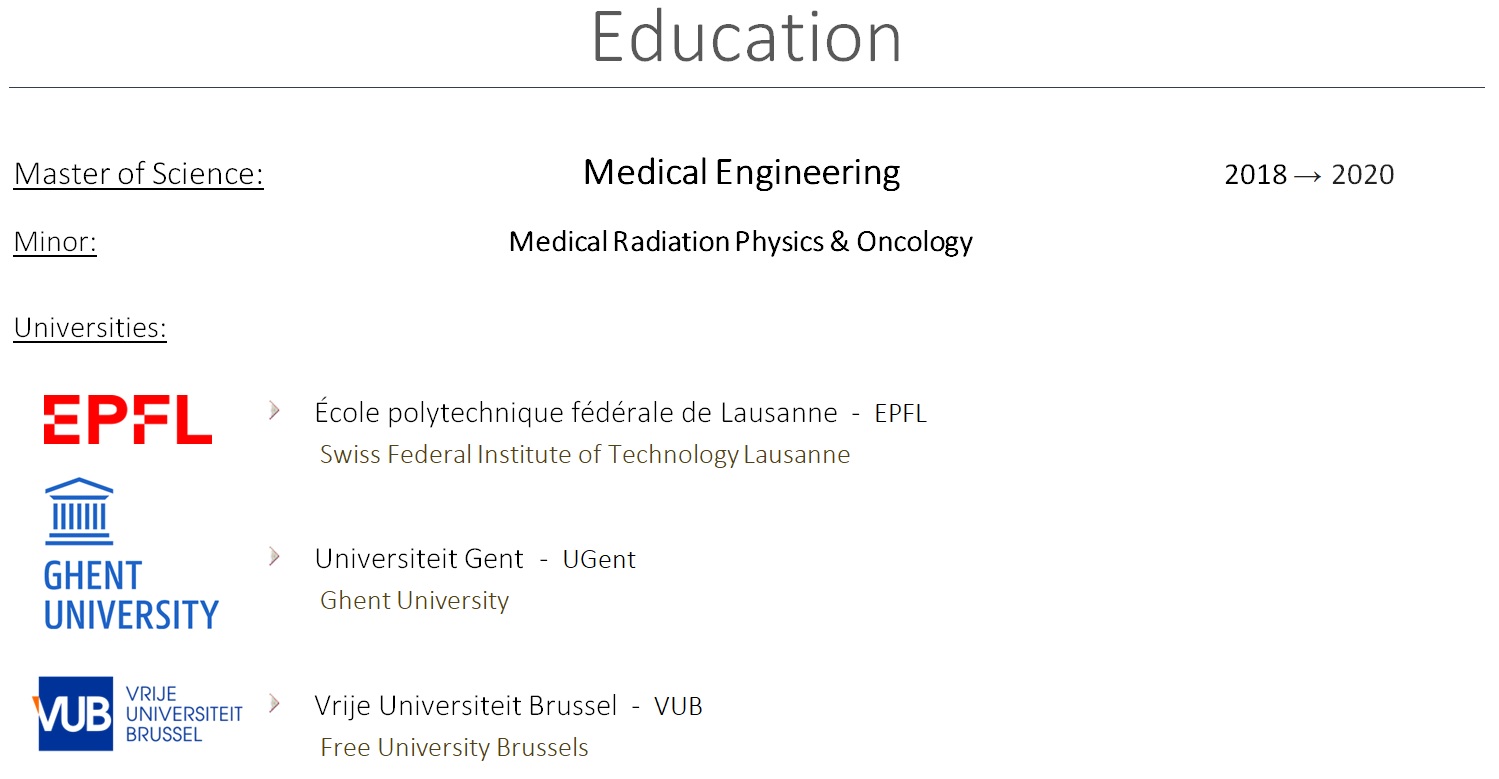 Education
Master of Science: Medical Engineering 2018 → 2020
Minor: Medical Radiation Physics & Oncology
Universities:
EPFL
École polytechnique fédérale de Lausanne - EPFL
Swiss Federal Institute of Technology Lausanne
GHENT
UNIVERSITY
Universiteit Gent - UGent
Ghent University
VUB
VRIJE
UNIVERSITEIT
BRUSSEL
Vrije Universiteit Brussel - VUB
Free University Brussels